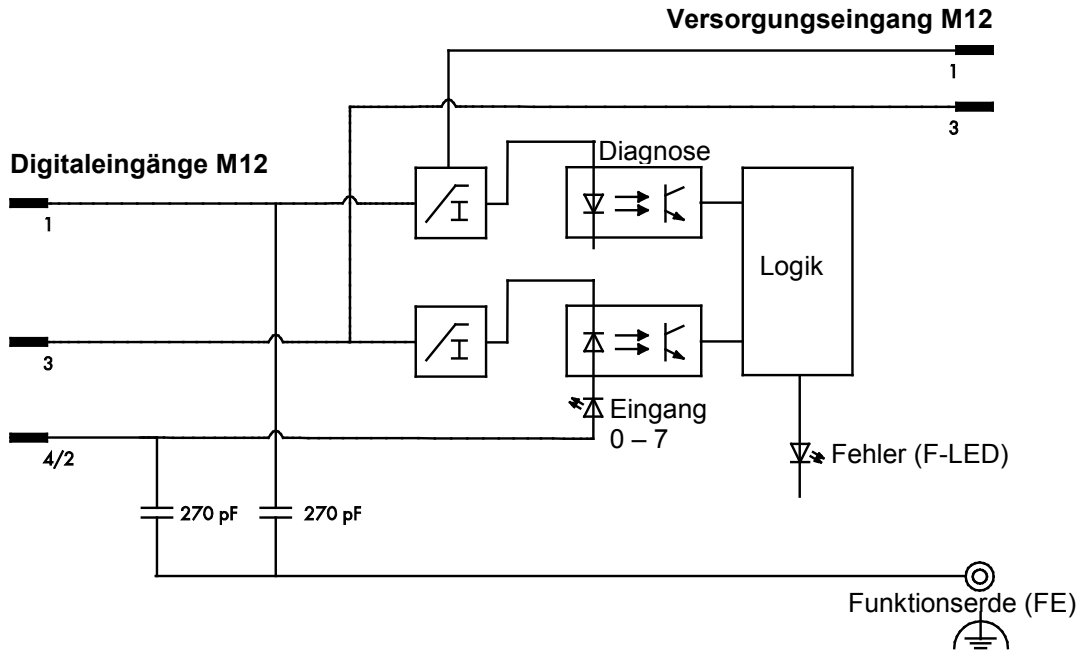 Versorgungseingang M12
1
3
Digitaleingänge M12
Diagnose
1
Logik
3
Eingang
0 – 7
4/2
Fehler (F-LED)
270 pF
270 pF
Funktionserde (FE)